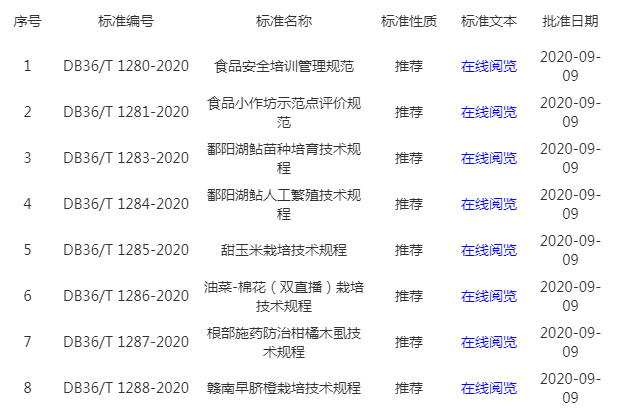 序号 标准编号 标准名称 标准性质 标准文本 批准日期
1 DB36/T 1280-2020 食品安全培训管理规范 推荐 在线阅览 2020-09-
09
2 DB36/T 1281-2020 食品小作坊示范点评价规
范 推荐 在线阅览 2020-09-
09
3 DB36/T 1283-2020 鄱阳湖鲇苗种培育技术规
程 推荐 在线阅览 2020-09-
09
4 DB36/T 1284-2020 鄱阳湖鲇人工繁殖技术规
程 推荐 在线阅览 2020-09-
09
5 DB36/T 1285-2020 甜玉米栽培技术规程 推荐 在线阅览 2020-09-
09
6 DB36/T 1286-2020 油菜-棉花（双直播）栽培
技术规程 推荐 在线阅览 2020-09-
09
7 DB36/T 1287-2020 根部施药防治柑橘木虱技
术规程 推荐 在线阅览 2020-09-
09
8 DB36/T 1288-2020 赣南早脐橙栽培技术规程 推荐 在线阅览 2020-09-
09